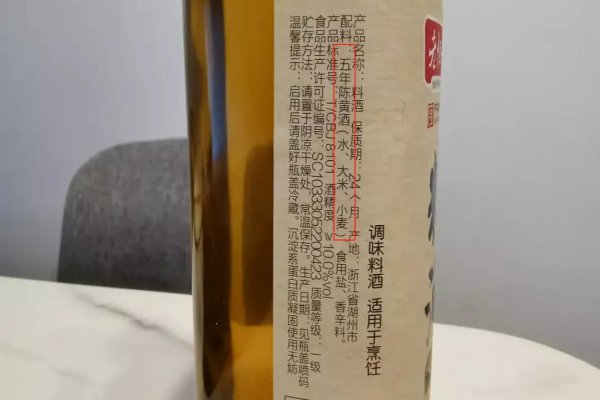 老
调味料酒 适用于烹饪
产品名称：料酒 保质期：24个月 产地：浙江省湖州市
配料：五年陈黄酒（水、大米、小麦）食用盐、香辛料。
产品标准号：T/CBJ 8101 酒精度：≥10.0%vol
食品生产许可证编号：SC10333052200423 质量等级：一级
贮存方法：请置于阴凉干燥处，常温保存。生产日期：见瓶盖喷码
温馨提示：启用后请盖好瓶盖冷藏。沉淀系蛋白质凝固使用无妨